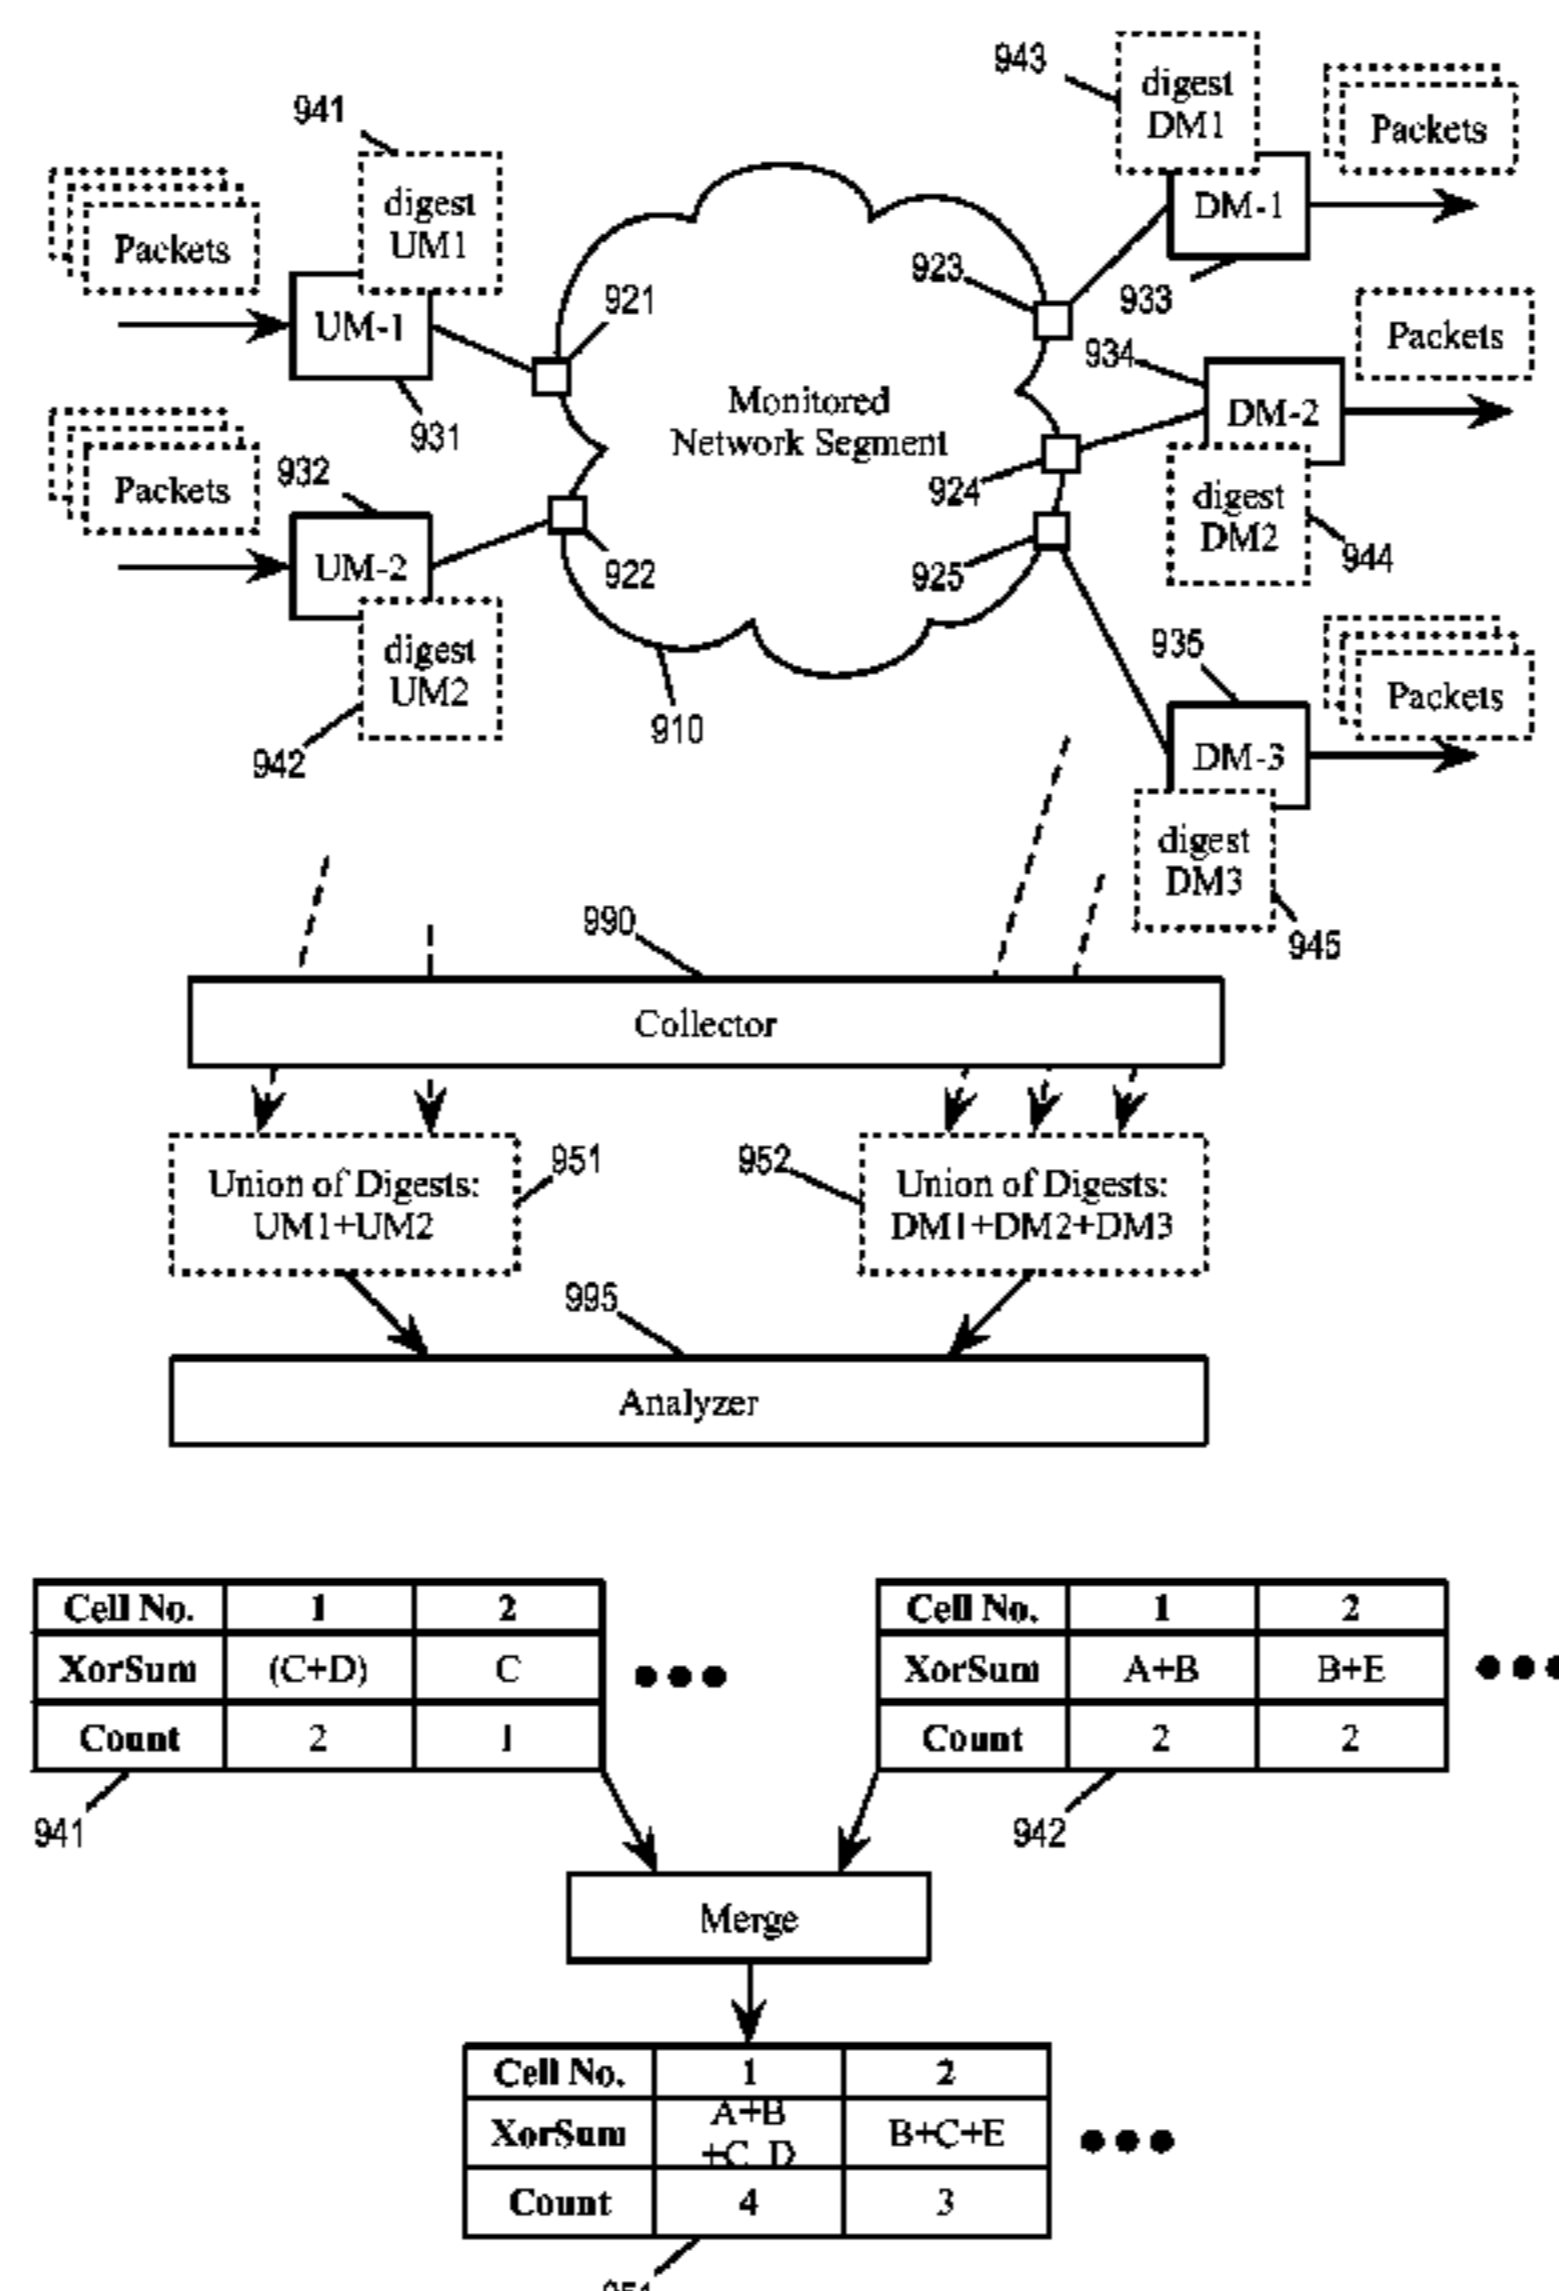 943
digest
DM1
Packets
941
digest
UM1
Packets
DM-1
923
933
921
UM-1
Packets
934
Monitored
Network Segment
DM-2
931
932
Packets
924
digest
DM2
944
UM-2
922
925
digest
UM2
935
Packets
910
942
DM-3
digest
DM3
990
945
Collector
951
952
Union of Digests:
UM1+UM2
Union of Digests:
DM1+DM2+DM3
995
Analyzer
Cell No. 1 2
XorSum (C+D) C
Count 2 1
Cell No. 1 2
XorSum A+B B+E
Count 2 2
941
942
Merge
Cell No. 1 2
XorSum A+B +C D B+C+E
Count 4 3